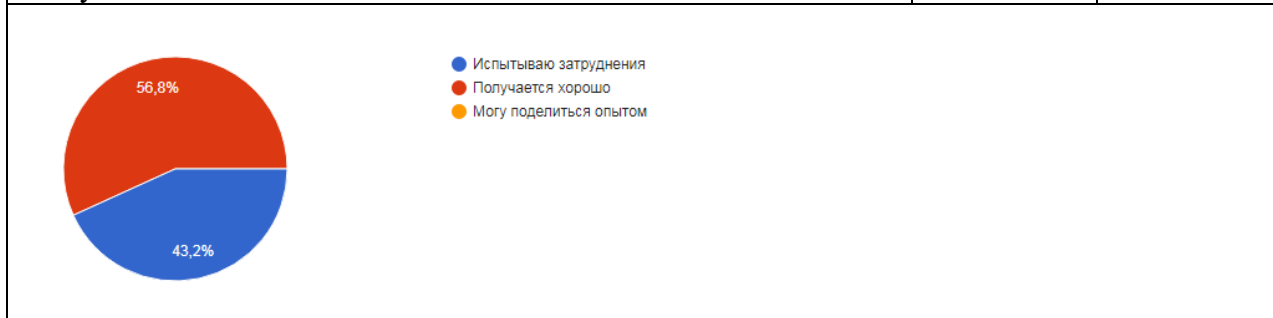 Испытываю затруднения
Получается хорошо
Могу поделиться опытом
56,8%
43,2%